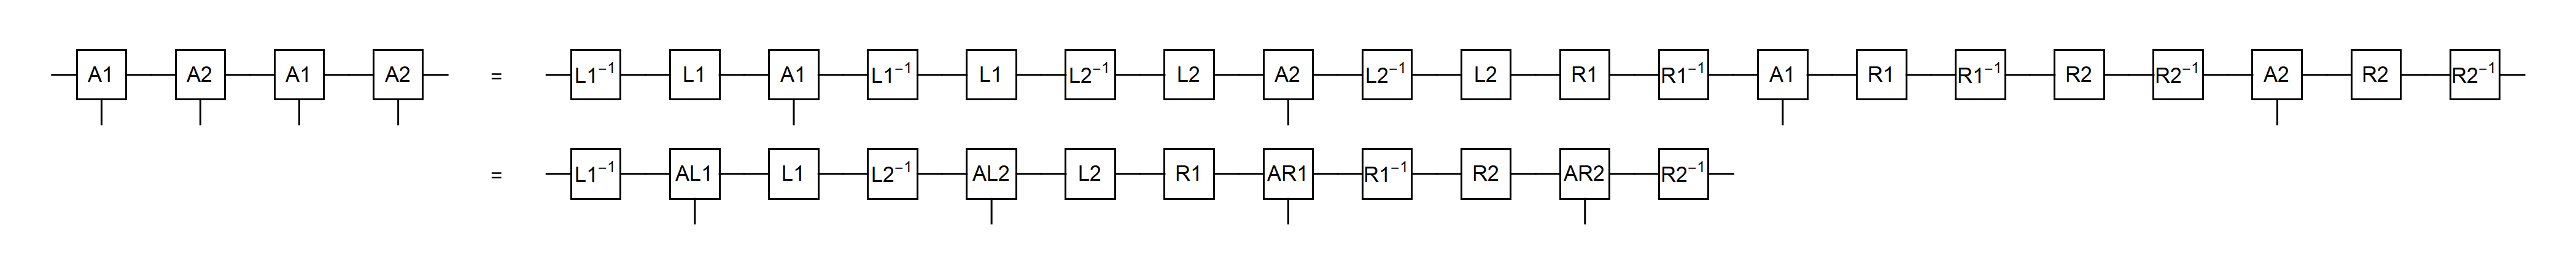 A1 A2 A1 A2 = L1⁻¹ L1 A1 L1⁻¹ L1 L2⁻¹ L2 A2 L2⁻¹ L2 R1 R1⁻¹ A1 R1 R1⁻¹ R2 R2⁻¹ A2 R2 R2⁻¹
= L1⁻¹ AL1 L1 L2⁻¹ AL2 L2 R1 AR1 R1⁻¹ R2 AR2 R2⁻¹